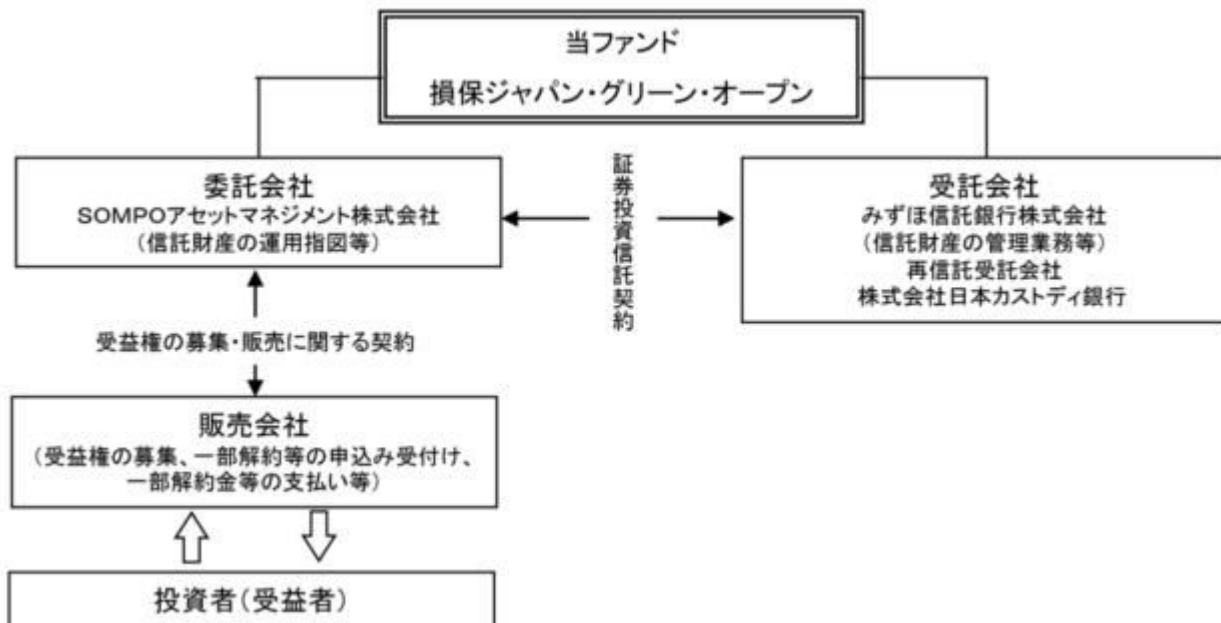 当ファンド
損保ジャパン・グリーン・オープン
委託会社
SOMPOアセットマネジメント株式会社
（信託財産の運用指図等）
証券投資信託契約
受託会社
みずほ信託銀行株式会社
（信託財産の管理業務等）
再信託受託会社
株式会社日本カストディ銀行
受益権の募集・販売に関する契約
販売会社
（受益権の募集、一部解約等の申込み受付け、
一部解約金等の支払い等）
投資者（受益者）